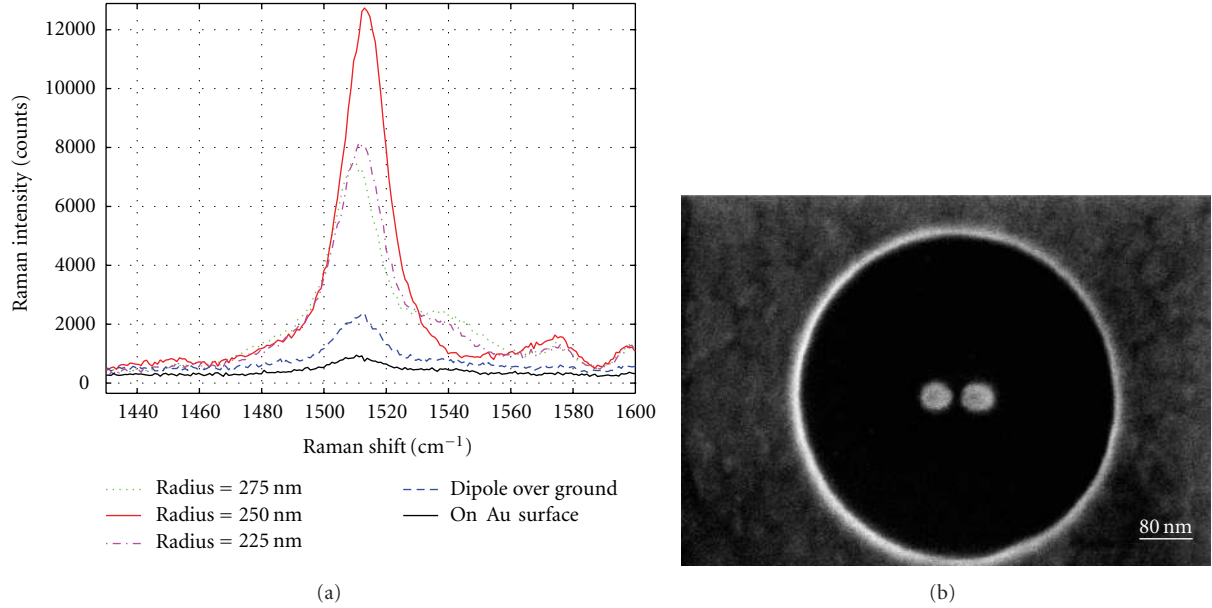 12000
10000
8000
6000
4000
2000
0
Raman intensity (counts)
1440 1460 1480 1500 1520 1540 1560 1580 1600
Raman shift (cm⁻¹)
Radius = 275 nm
Radius = 250 nm
Radius = 225 nm
Dipole over ground
On Au surface
(a)
80 nm
(b)